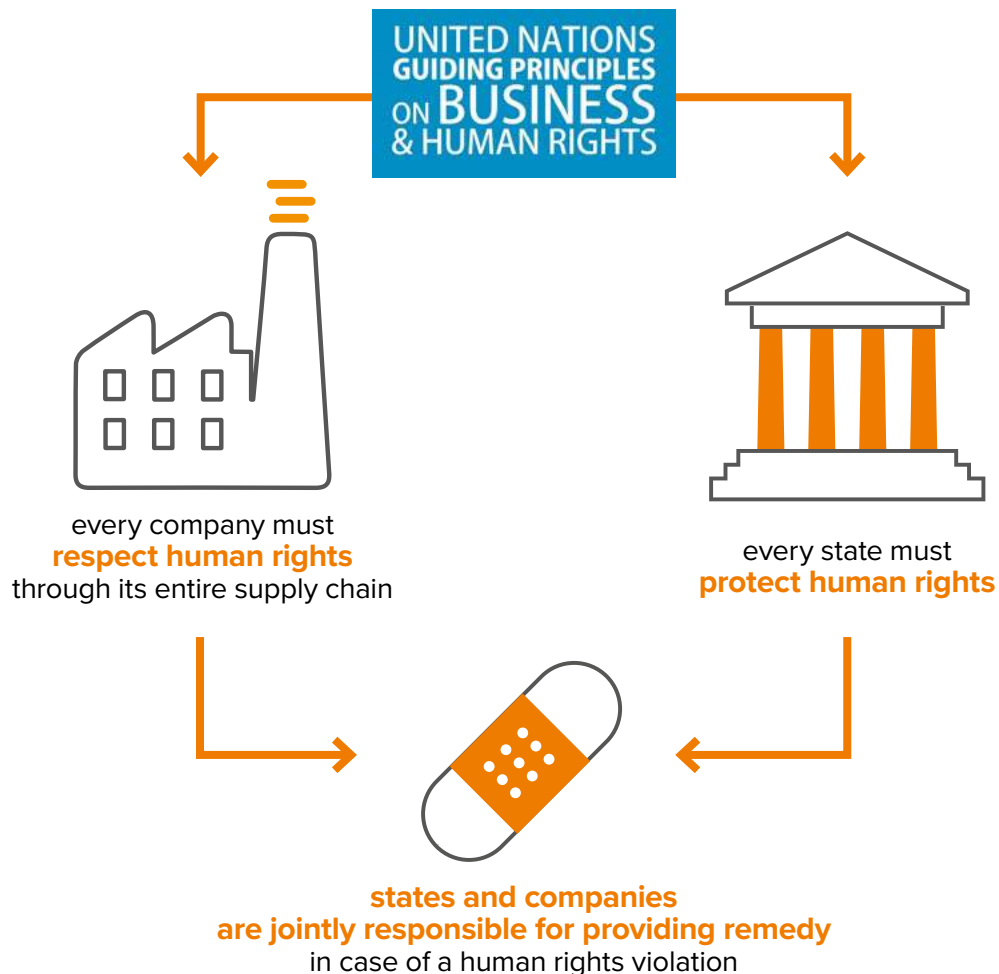 UNITED NATIONS
GUIDING PRINCIPLES
ON BUSINESS
& HUMAN RIGHTS
every company must
respect human rights
through its entire supply chain
every state must
protect human rights
states and companies
are jointly responsible for providing remedy
in case of a human rights violation